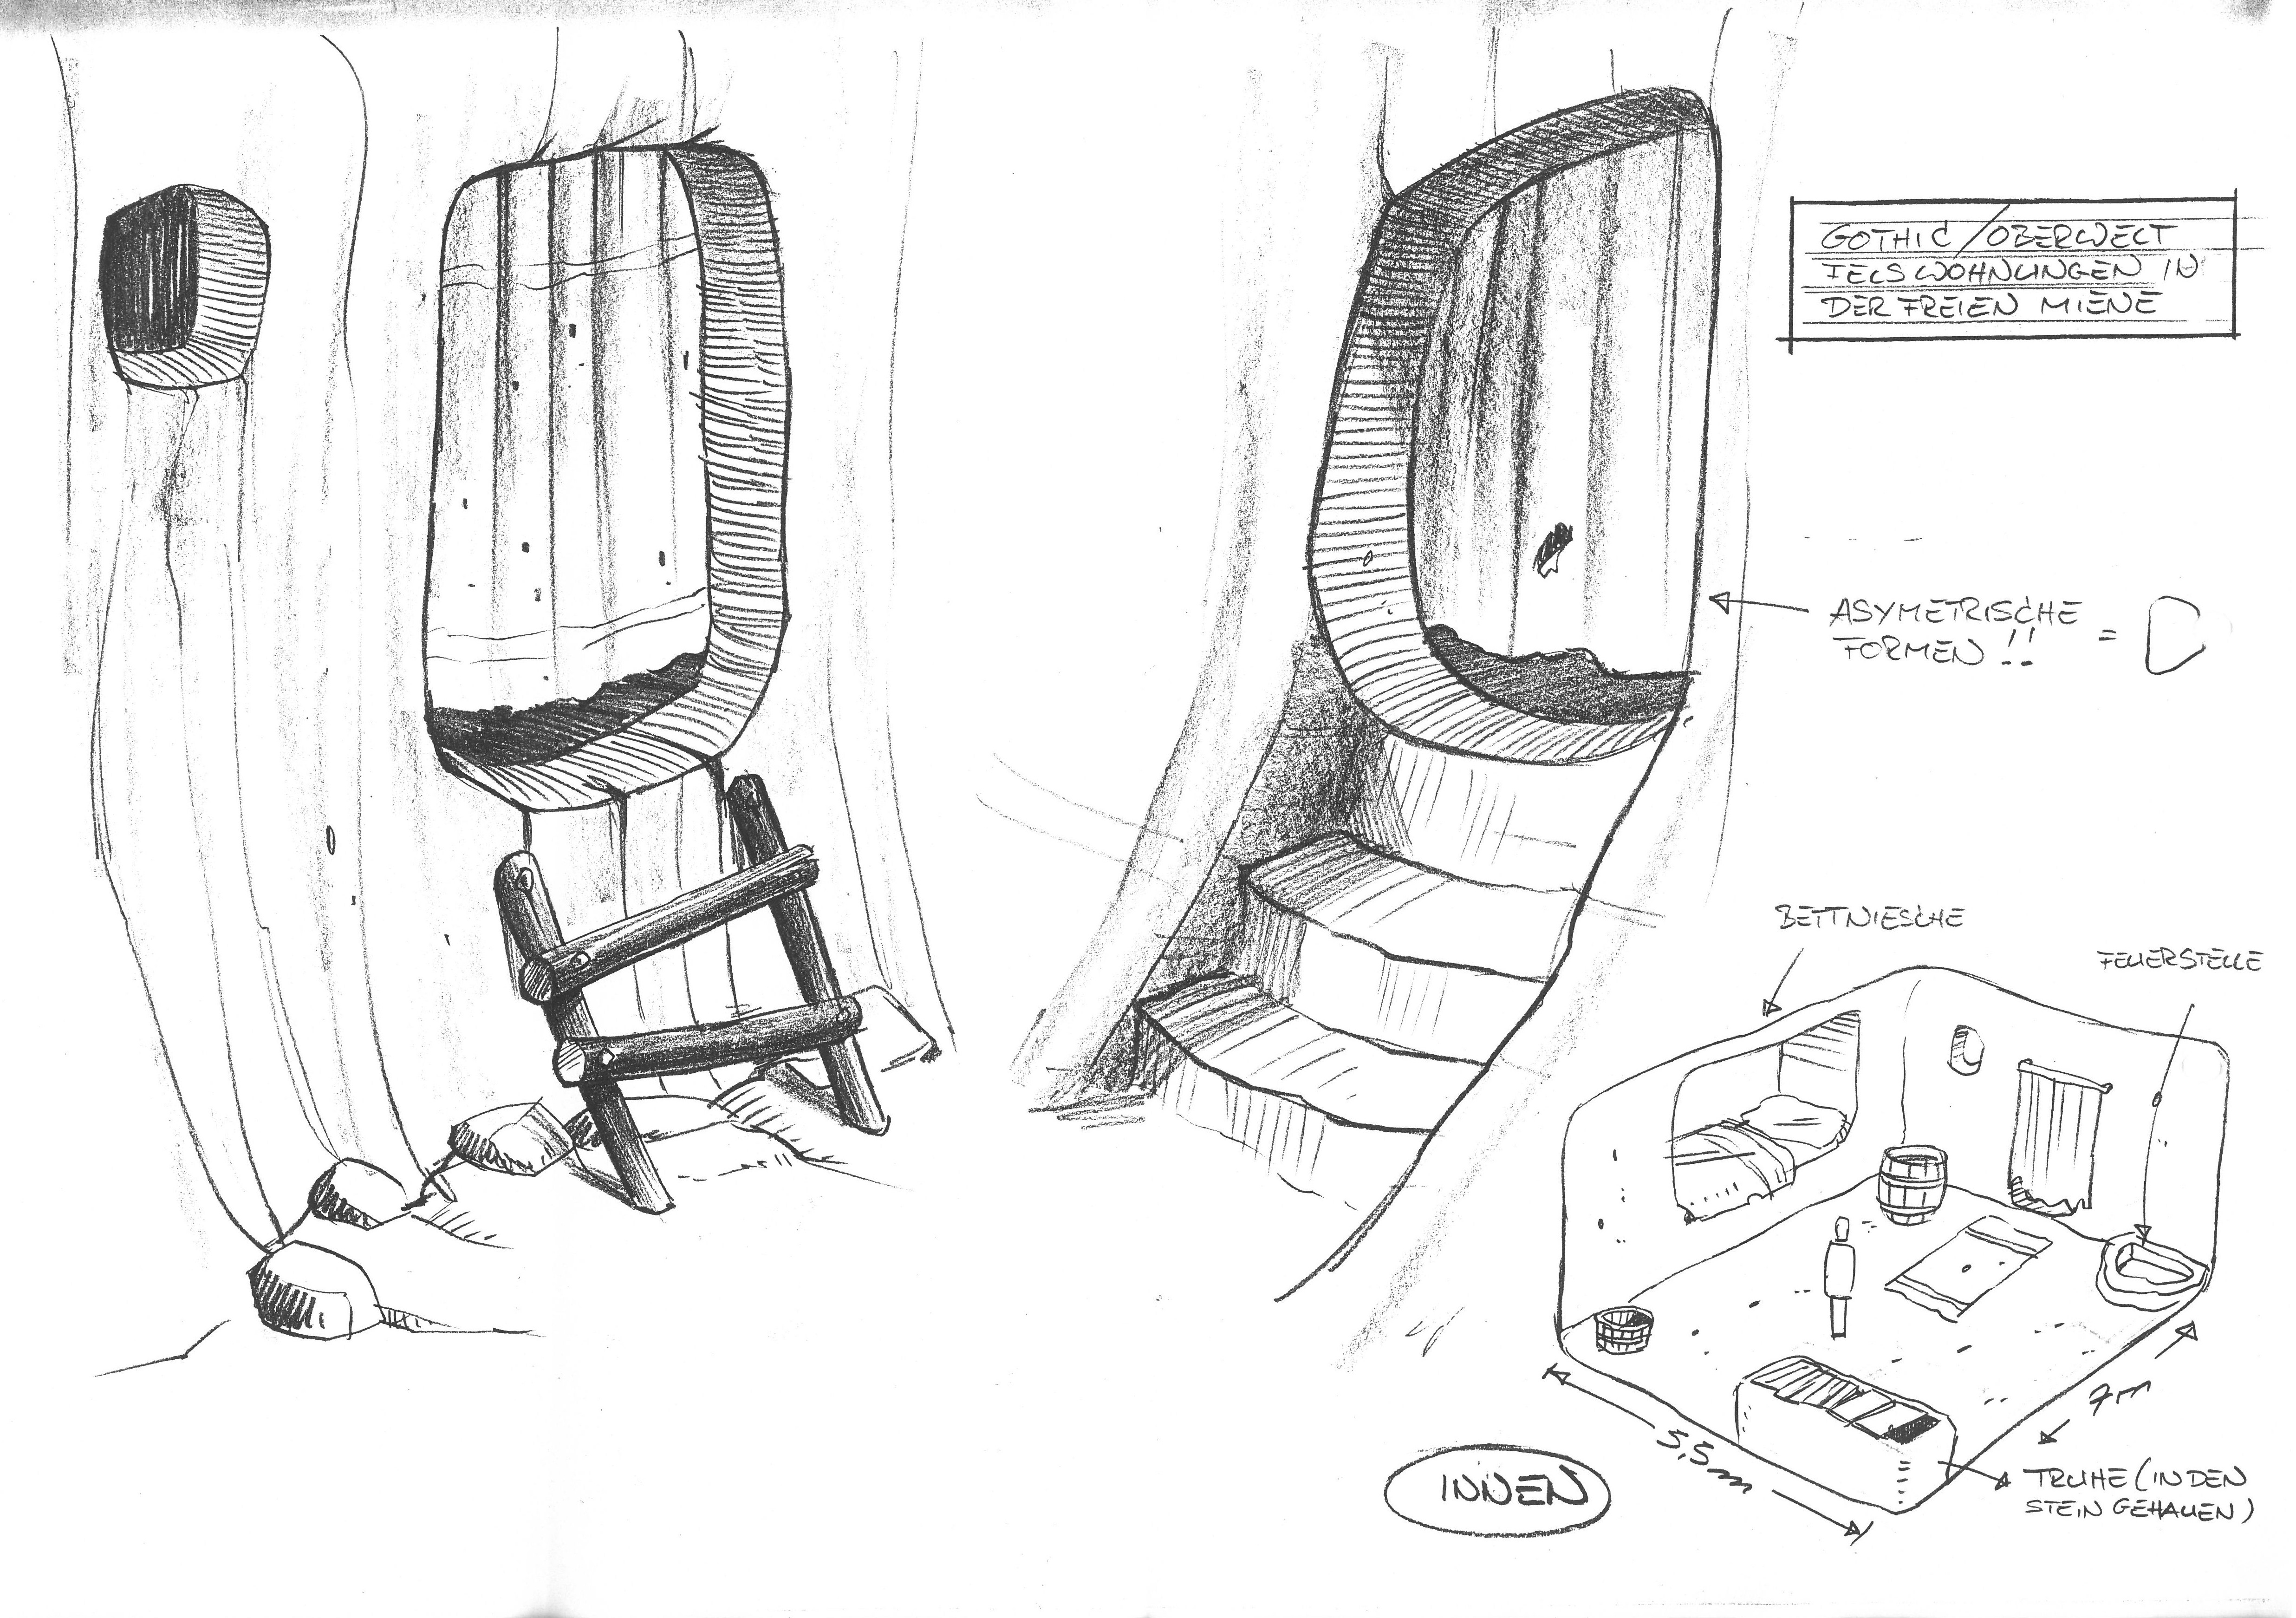 GOTHIC / OBERWELT
FELSWOHNUNGEN IN
DER FREIEN MIENE
ASYMETRISCHE
FORMEN !! =
BETTNIESCHE
FEUERSTELLE
7m
5,5m
TRUHE (IN DEN
STEIN GEHAUEN)
INNEN